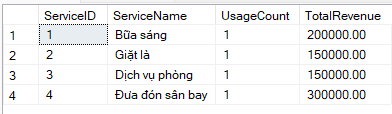 ServiceID ServiceName UsageCount TotalRevenue
1 1 Bữa sáng 1 200000.00
2 2 Giặt là 1 150000.00
3 3 Dịch vụ phòng 1 150000.00
4 4 Đưa đón sân bay 1 300000.00